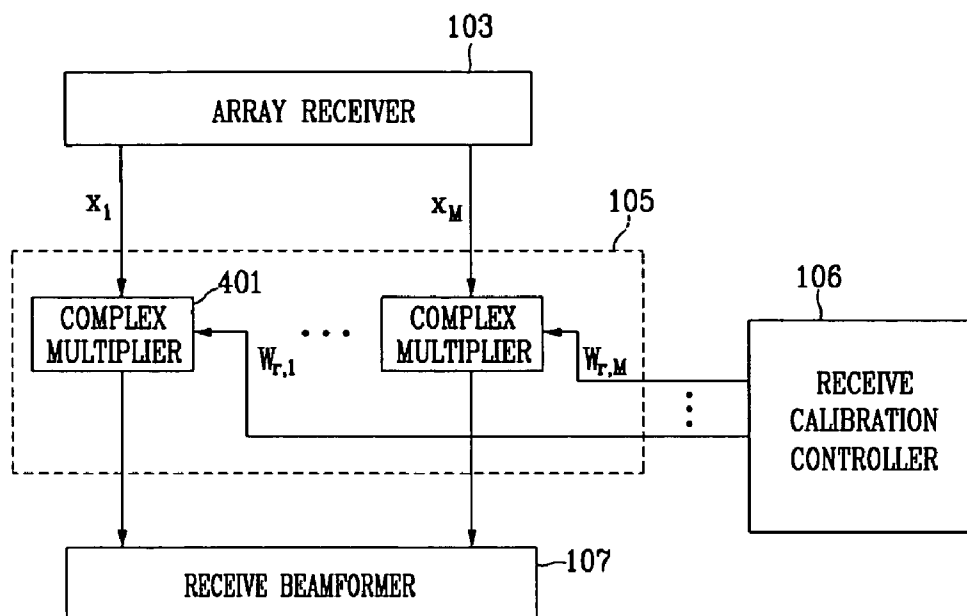 103
ARRAY RECEIVER
x1
xM
105
401
COMPLEX
MULTIPLIER
• • •
COMPLEX
MULTIPLIER
Wr,1
Wr,M
106
RECEIVE
CALIBRATION
CONTROLLER
107
RECEIVE BEAMFORMER